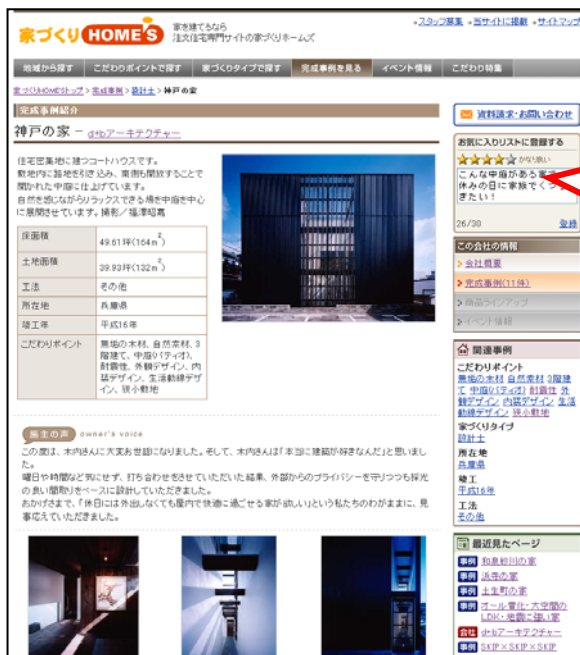 家づくりHOME'S
家を建てるなら
注文住宅専門サイトの家づくりホームズ
スタッフ募集 当サイトに掲載 サイトマップ
地域から探す こだわりポイントで探す 家づくりタイプで探す 完成事例を見る イベント情報 こだわり特集
家づくりHOME'Sトップ > 完成事例 > 設計士 > 神戸の家
完成事例紹介
神戸の家 - d+bアーキテクチャー
住宅密集地に建つコートハウスです。
敷地内に路地を引き込み、南側も開放することで
開かれた中庭に仕上げています。
自然を感じながらリラックスできる場を中庭を中心
に展開させています。撮影／福澤昭嘉
床面積 49.61坪(164m2)
土地面積 39.93坪(132m2)
工法 その他
所在地 兵庫県
竣工年 平成16年
こだわりポイント 無垢の木材、自然素材、3
階建て、中庭(パティオ)、
耐震性、外観デザイン、内
装デザイン、生活動線デザ
イン、狭小敷地
施主の声 owner's voice
この度は、木内さんに大変お世話になりました。そして、木内さんは「本当に建築が好きなんだ」と思いまし
た。
曜日や時間など気にせず、打ち合わせをさせていただいた結果、外部からのプライバシーを守りつつも採光
の良い間取りをベースに設計していただきました。
おかげさまで、「休日には外出しなくても屋内で快適に過ごせる家が欲しい」という私たちのわがままに、見
事応えていただきました。
資料請求・お問い合わせ
お気に入りリストに登録する
かなり良い
こんな中庭がある家で
休みの日に家族でくつ
ぎたい！
26/30 登録
この会社の情報
会社概要
完成事例(11件)
商品ラインアップ
イベント情報
関連事例
こだわりポイント
無垢の木材 自然素材 3階建
て 中庭(パティオ) 耐震性 外
観デザイン 内装デザイン 生活
動線デザイン 狭小敷地
家づくりタイプ
設計士
所在地
兵庫県
竣工
平成16年
工法
その他
最近見たページ
事例 和泉砂川の家
事例 浜寺の家
事例 土生町の家
事例 オール電化・大空間の
LDK・地震に強い家
会社 d+bアーキテクチャー
事例 SKIP×SKIP×SKIP